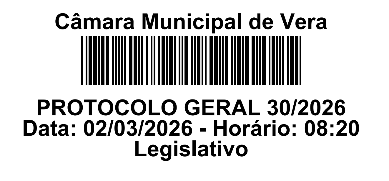 Câmara Municipal de Vera
PROTOCOLO GERAL 30/2026
Data: 02/03/2026 - Horário: 08:20
Legislativo